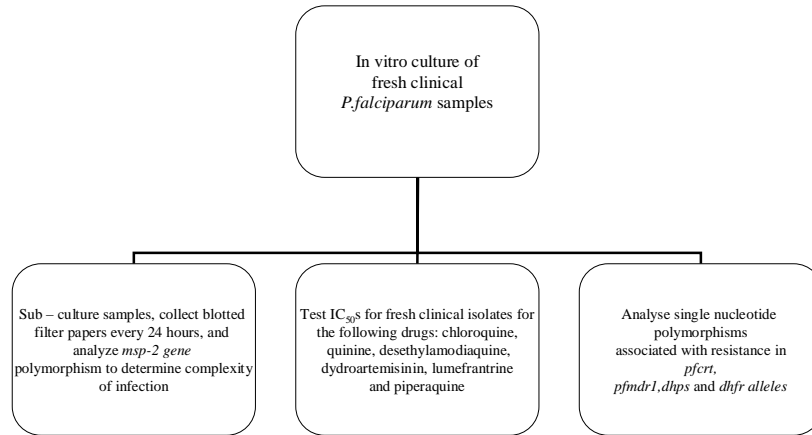 In vitro culture of
fresh clinical
P.falciparum samples
Sub – culture samples, collect blotted
filter papers every 24 hours, and
analyze msp-2 gene
polymorphism to determine complexity
of infection
Test IC50s for fresh clinical isolates for
the following drugs: chloroquine,
quinine, desethylamodiaquine,
dydroartemisinin, lumefrantrine
and piperaquine
Analyse single nucleotide
polymorphisms
associated with resistance in
pfcrt,
pfmdr1,dhps and dhfr alleles